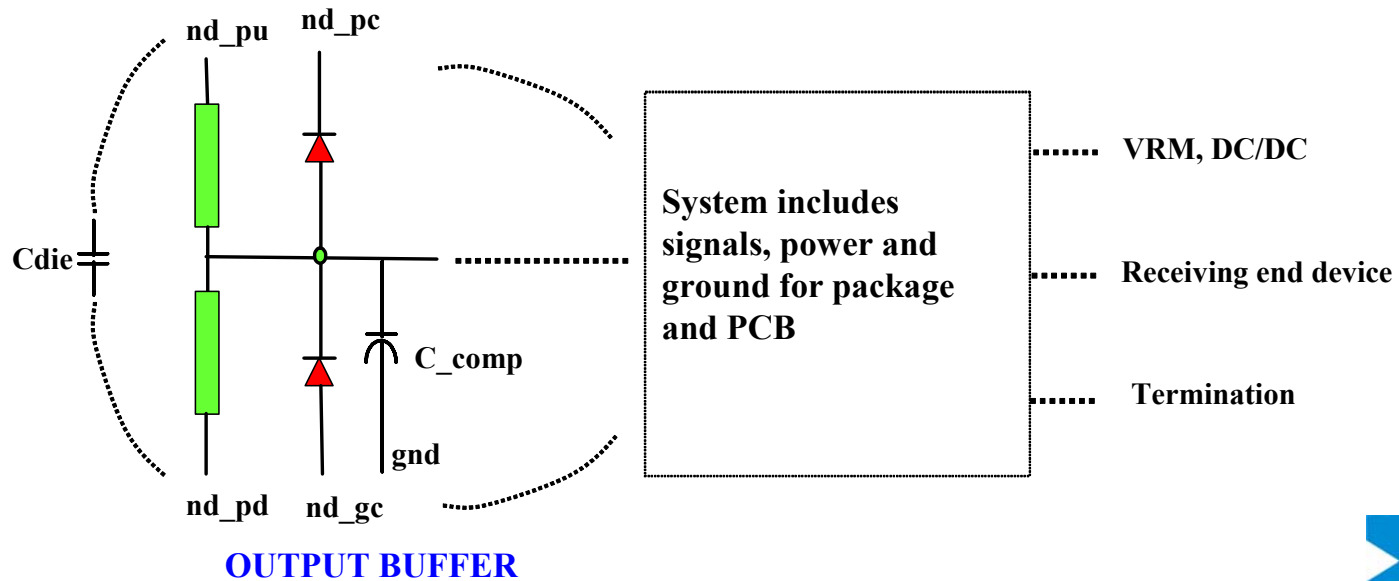 nd_pu
nd_pc
Cdie
C_comp
gnd
nd_pd
nd_gc
OUTPUT BUFFER
System includes
signals, power and
ground for package
and PCB
VRM, DC/DC
Receiving end device
Termination